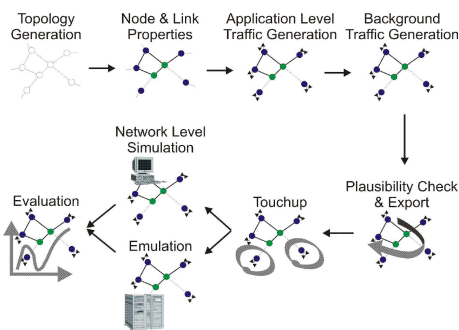 Topology
Generation
Node & Link
Properties
Application Level
Traffic Generation
Background
Traffic Generation
Plausibility Check
& Export
Touchup
Network Level
Simulation
Emulation
Evaluation